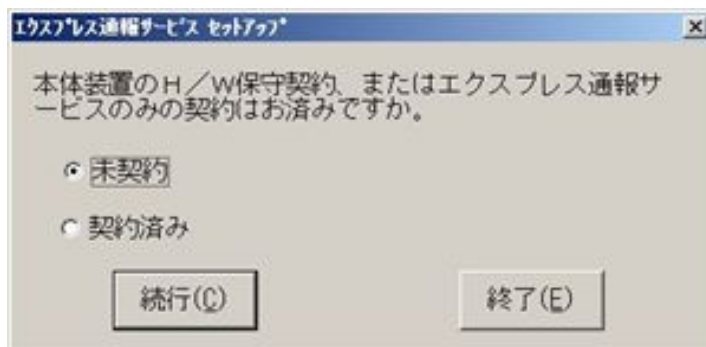 ｴｸｽﾌﾟﾚｽ通報ｻｰﾋﾞｽ ｾｯﾄｱｯﾌﾟ
本体装置のＨ／Ｗ保守契約、またはエクスプレス通報サ
ービスのみの契約はお済みですか。
未契約
契約済み
続行(C)
終了(E)